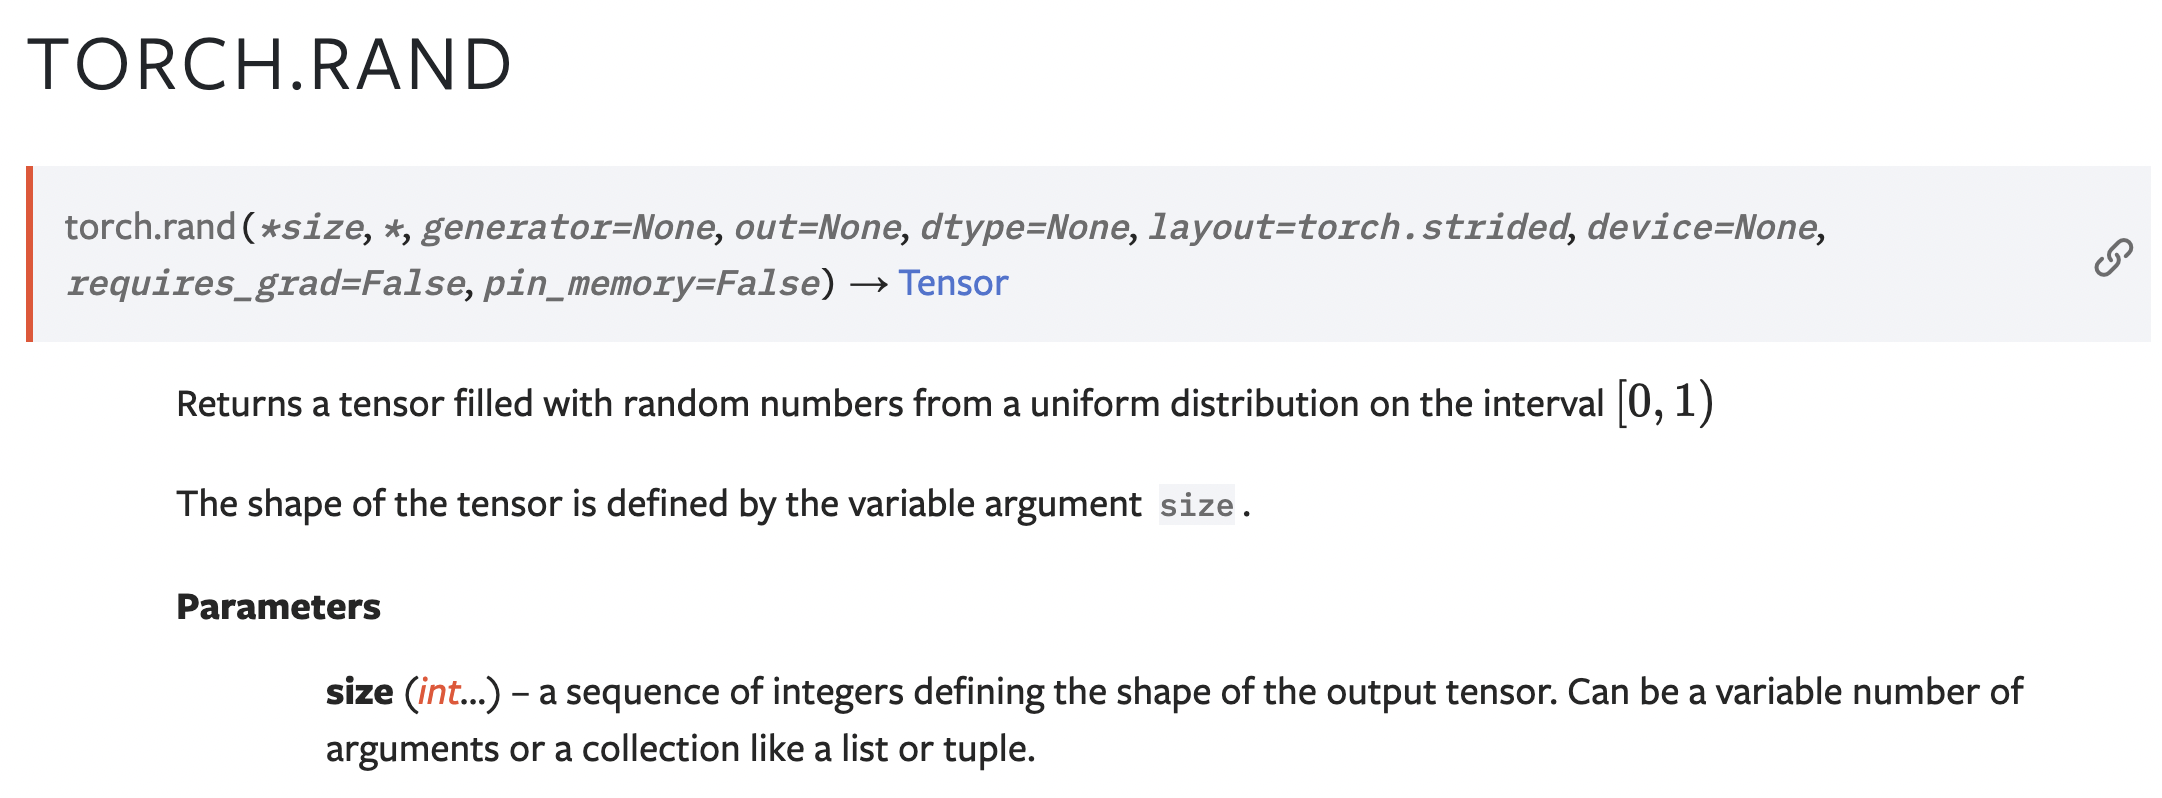 TORCH.RAND
torch.rand(*size, *, generator=None, out=None, dtype=None, layout=torch.strided, device=None,
requires_grad=False, pin_memory=False) → Tensor
Returns a tensor filled with random numbers from a uniform distribution on the interval [0, 1)
The shape of the tensor is defined by the variable argument size.
Parameters
size (int...) – a sequence of integers defining the shape of the output tensor. Can be a variable number of
arguments or a collection like a list or tuple.